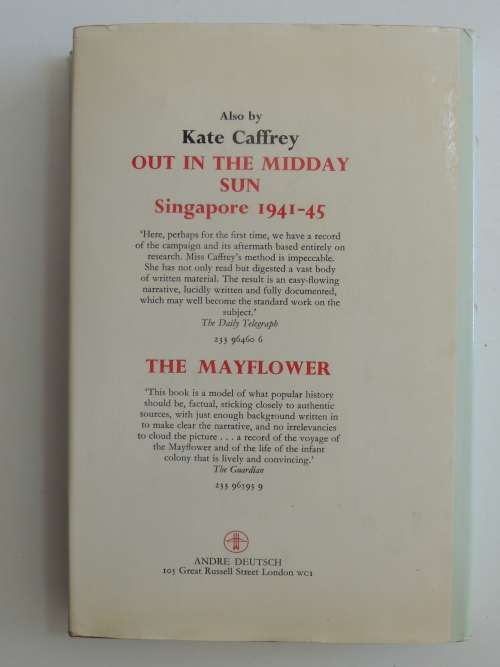 Also by
Kate Caffrey
OUT IN THE MIDDAY
SUN
Singapore 1941-45
'Here, perhaps for the first time, we have a record
of the campaign and its aftermath based entirely on
research. Miss Caffrey's method is impeccable.
She has not only read but digested a vast body
of written material. The result is an easy-flowing
narrative, lucidly written and fully documented,
which may well become the standard work on the
subject.'
The Daily Telegraph
233 96460 6
THE MAYFLOWER
'This book is a model of what popular history
should be, factual, sticking closely to authentic
sources, with just enough background written in
to make clear the narrative, and no irrelevancies
to cloud the picture . . . a record of the voyage of
the Mayflower and of the life of the infant
colony that is lively and convincing.'
The Guardian
233 96195 9
ANDRE DEUTSCH
105 Great Russell Street London WC1